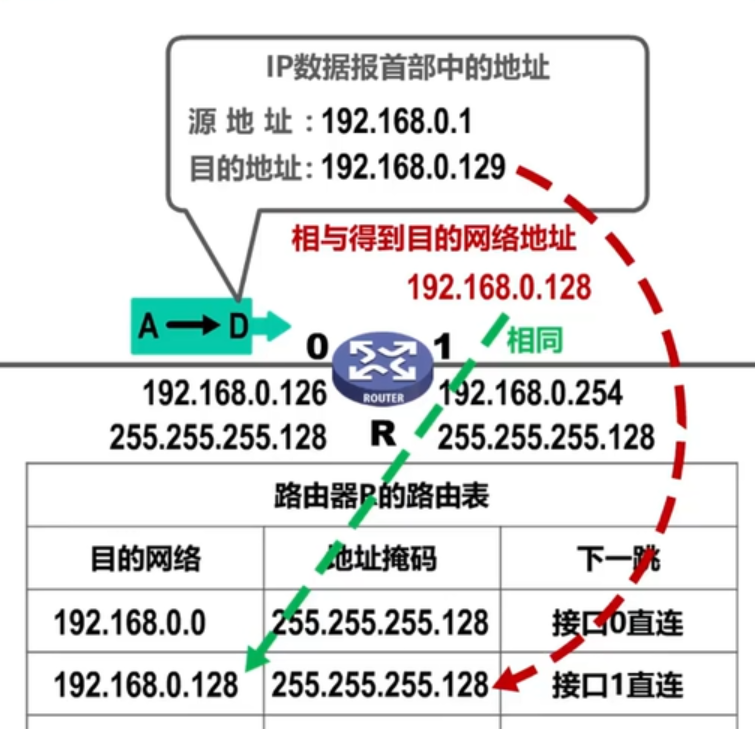 IP数据报首部中的地址
源 地 址 : 192.168.0.1
目的地址: 192.168.0.129
相与得到目的网络地址
192.168.0.128
A D
相同
0 1
ROUTER
192.168.0.126 192.168.0.254
255.255.255.128 R 255.255.255.128
路由器R的路由表
目的网络 地址掩码 下一跳
192.168.0.0 255.255.255.128 接口0直连
192.168.0.128 255.255.255.128 接口1直连